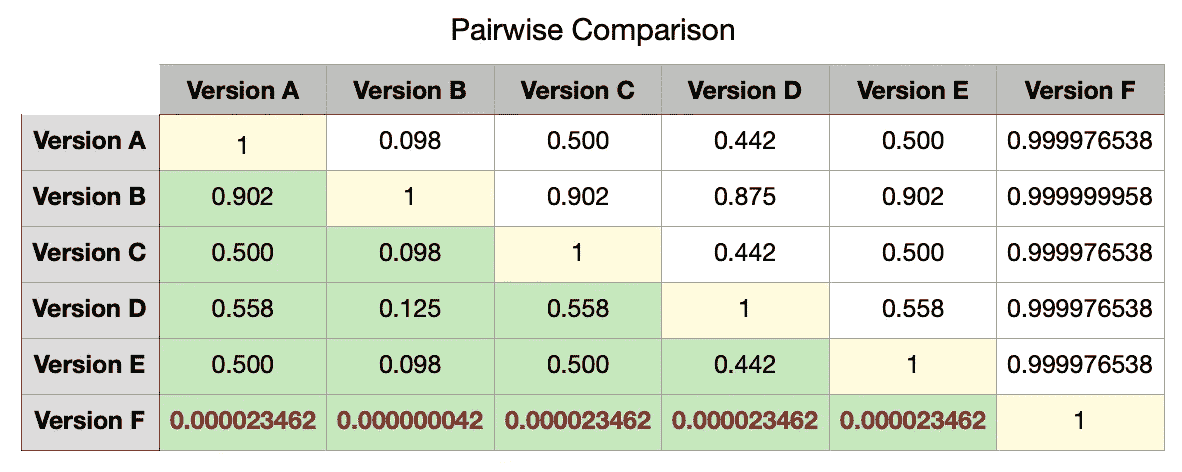 Pairwise Comparison
Version A Version B Version C Version D Version E Version F
Version A 1 0.098 0.500 0.442 0.500 0.999976538
Version B 0.902 1 0.902 0.875 0.902 0.999999958
Version C 0.500 0.098 1 0.442 0.500 0.999976538
Version D 0.558 0.125 0.558 1 0.558 0.999976538
Version E 0.500 0.098 0.500 0.442 1 0.999976538
Version F 0.000023462 0.000000042 0.000023462 0.000023462 0.000023462 1